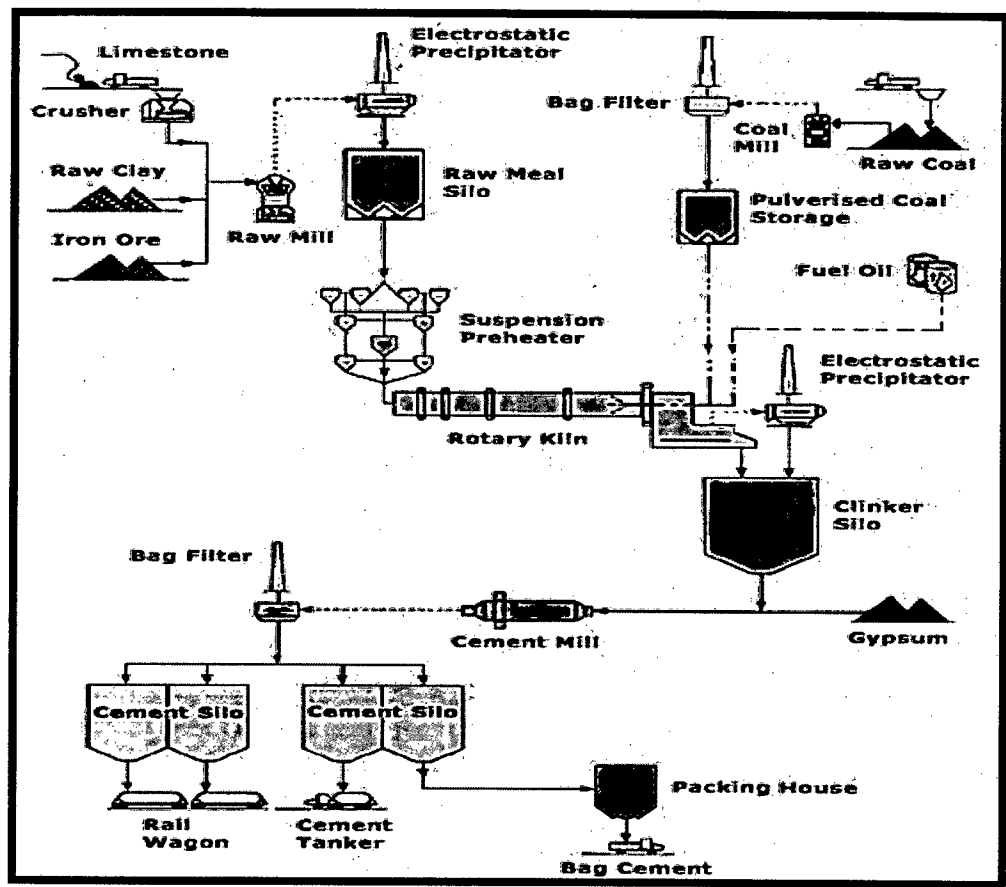 Limestone
Crusher
Raw Clay
Iron Ore
Raw Mill
Electrostatic
Precipitator
Raw Meal
Silo
Suspension
Preheater
Bag Filter
Coal
Mill
Raw Coal
Pulverised Coal
Storage
Fuel Oil
Electrostatic
Precipitator
Rotary Kiln
Clinker
Silo
Bag Filter
Cement Mill
Gypsum
Cement Silo
Cement Silo
Rail
Wagon
Cement
Tanker
Packing House
Bag Cement